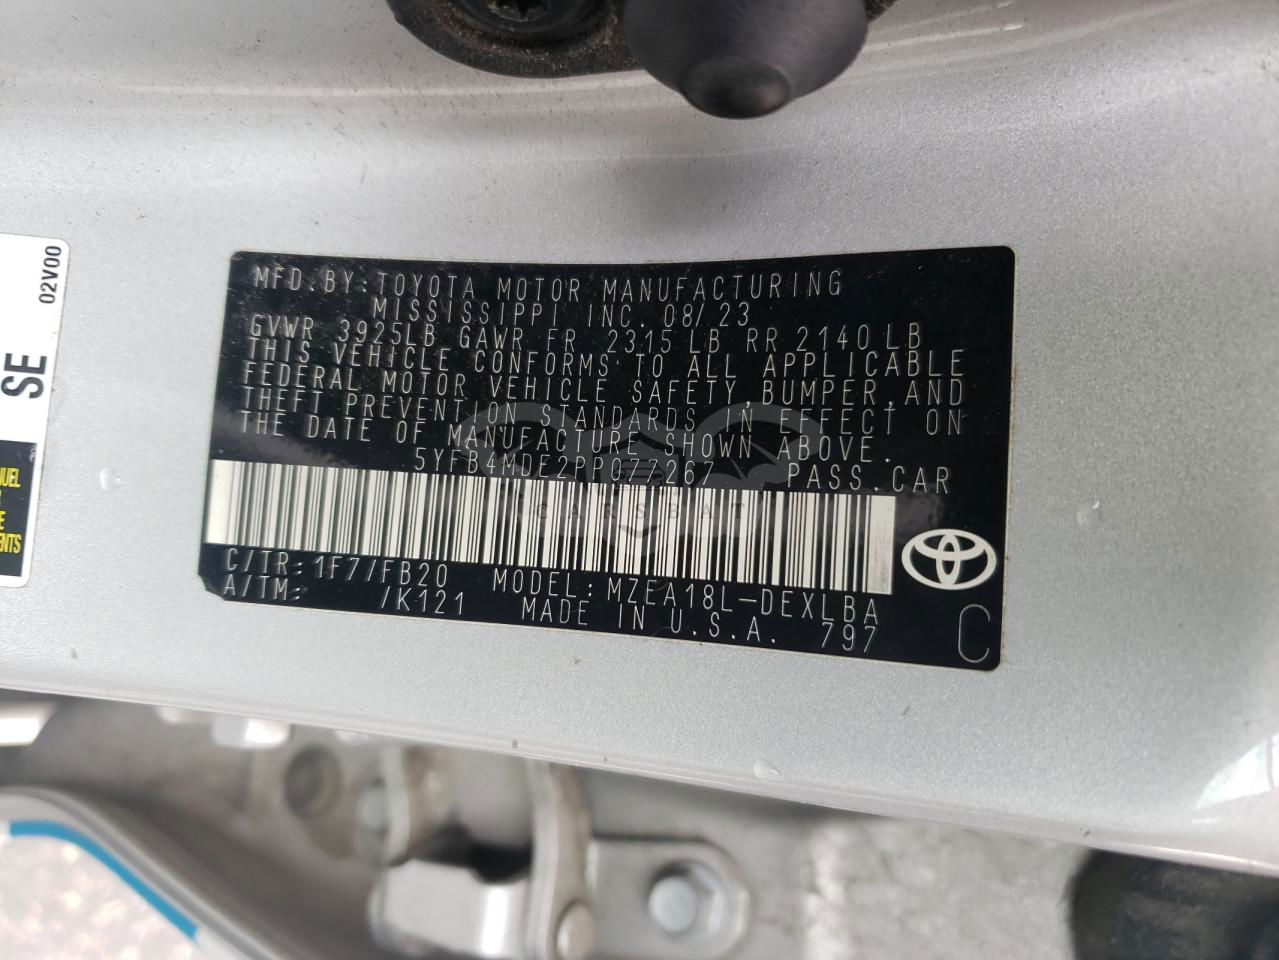 MFD.BY:TOYOTA MOTOR MANUFACTURING
MISSISSIPPI INC. 08/23
GVWR 3925LB GAWR FR 2315 LB RR 2140 LB
THIS VEHICLE CONFORMS TO ALL APPLICABLE
FEDERAL MOTOR VEHICLE SAFETY,BUMPER,AND
THEFT PREVENTION STANDARDS IN EFFECT ON
THE DATE OF MANUFACTURE SHOWN ABOVE.
5YFB4MDE2PP077267 PASS.CAR
CARSBAT
C/TR:1F7/FB20 MODEL:MZEA18L-DEXLBA
A/TM: /K121 MADE IN U.S.A. 797
C
SE 02V00